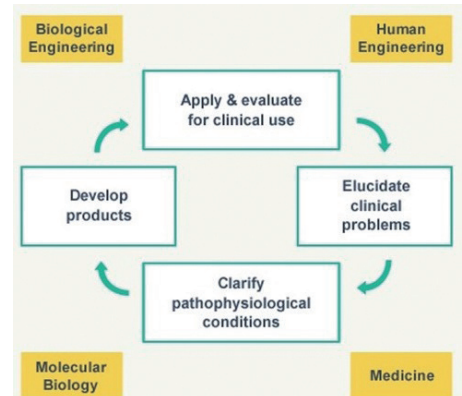 Biological
Engineering
Human
Engineering
Apply & evaluate
for clinical use
Develop
products
Elucidate
clinical
problems
Clarify
pathophysiological
conditions
Molecular
Biology
Medicine